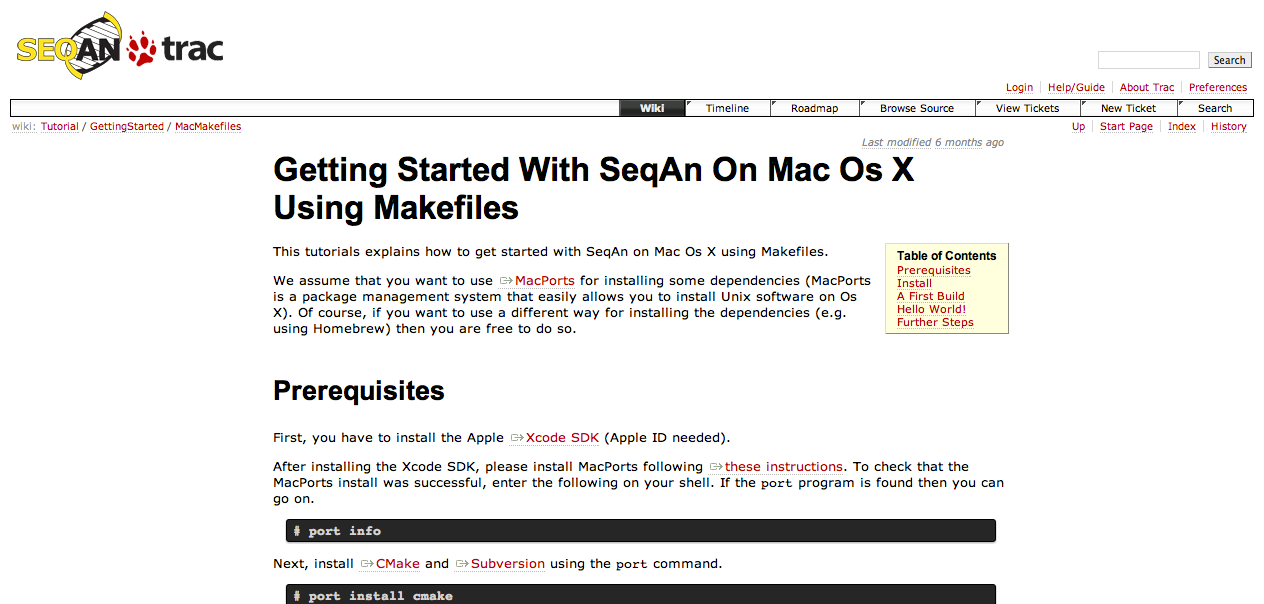 SEQAN trac
Search
Login Help/Guide About Trac Preferences
Wiki Timeline Roadmap Browse Source View Tickets New Ticket Search
wiki: Tutorial / GettingStarted / MacMakefiles
Up Start Page Index History
Last modified 6 months ago
Getting Started With SeqAn On Mac Os X
Using Makefiles
This tutorials explains how to get started with SeqAn on Mac Os X using Makefiles.
We assume that you want to use MacPorts for installing some dependencies (MacPorts
is a package management system that easily allows you to install Unix software on Os
X). Of course, if you want to use a different way for installing the dependencies (e.g.
using Homebrew) then you are free to do so.
Table of Contents
Prerequisites
Install
A First Build
Hello World!
Further Steps
Prerequisites
First, you have to install the Apple Xcode SDK (Apple ID needed).
After installing the Xcode SDK, please install MacPorts following these instructions. To check that the
MacPorts install was successful, enter the following on your shell. If the port program is found then you can
go on.
# port info
Next, install CMake and Subversion using the port command.
# port install cmake